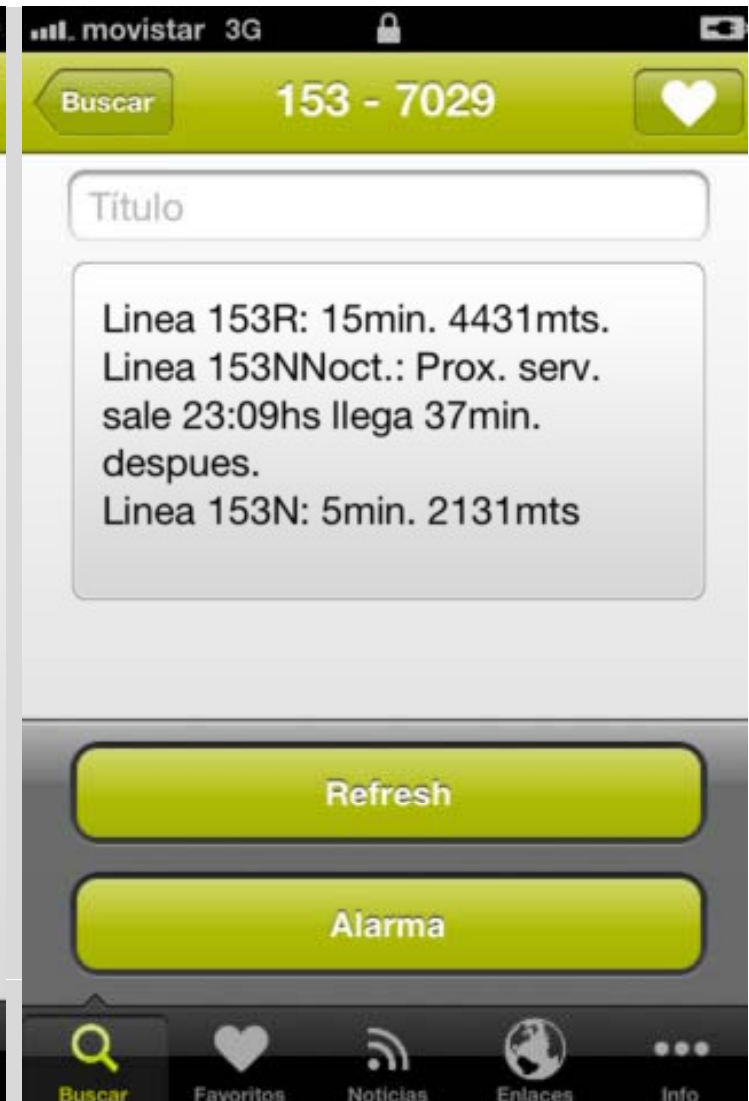 movistar 3G
Buscar 153 - 7029
Título
Linea 153R: 15min. 4431mts.
Linea 153NNoct.: Prox. serv.
sale 23:09hs llega 37min.
despues.
Linea 153N: 5min. 2131mts
Refresh
Alarma
Buscar Favoritos Noticias Enlaces Info